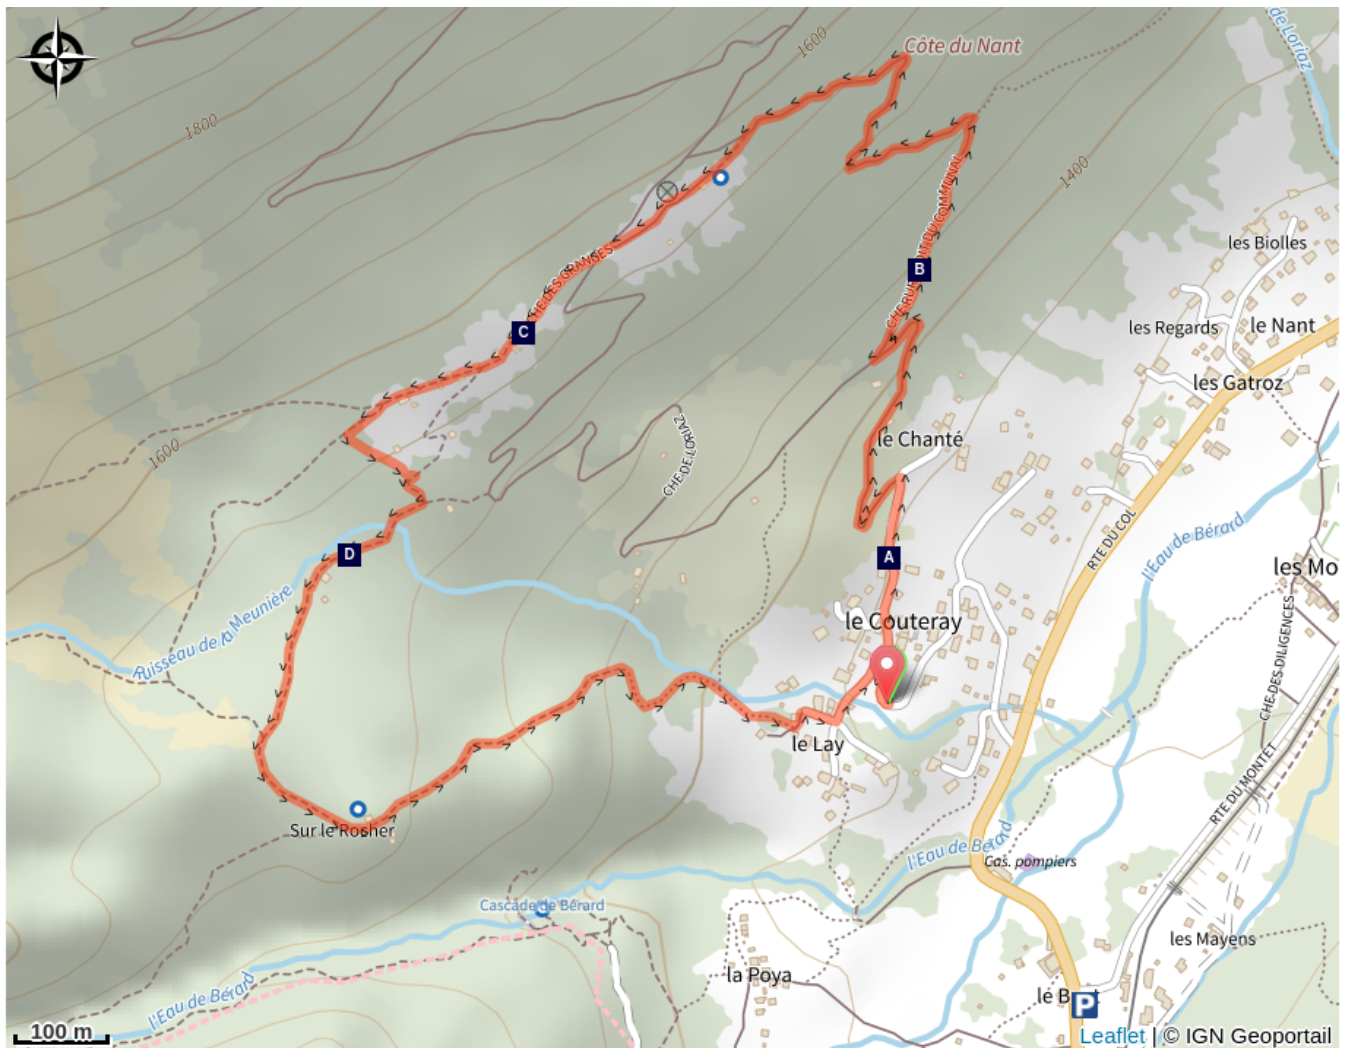 de Loriaz
Côte du Nant
1600
1800
1400
CHE DES GRANGES
B
les Biolles
les Regards
le Nant
C
les Gatroz
le Chanté
1600
CHE DE LORIAZ
RTE DU COL
l'Eau de Bérard
D
A
les Mo
Ruisseau de la Meunière
le Couteray
CHE DES DILIGENCES
le Lay
RTE DU MONTET
Sur le Rosher
l'Eau de Bérard
Cas. pompiers
Cascade de Bérard
les Mayens
la Poya
l'Eau de Bérard
P
100 m
Leaflet | © IGN Geoportail